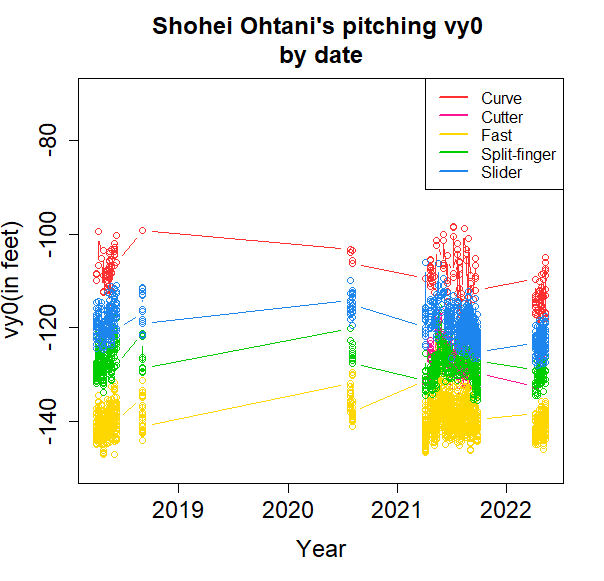 Shohei Ohtani's pitching vy0
by date
Curve
Cutter
Fast
Split-finger
Slider
vy0(in feet)
-80
-100
-120
-140
2019 2020 2021 2022
Year